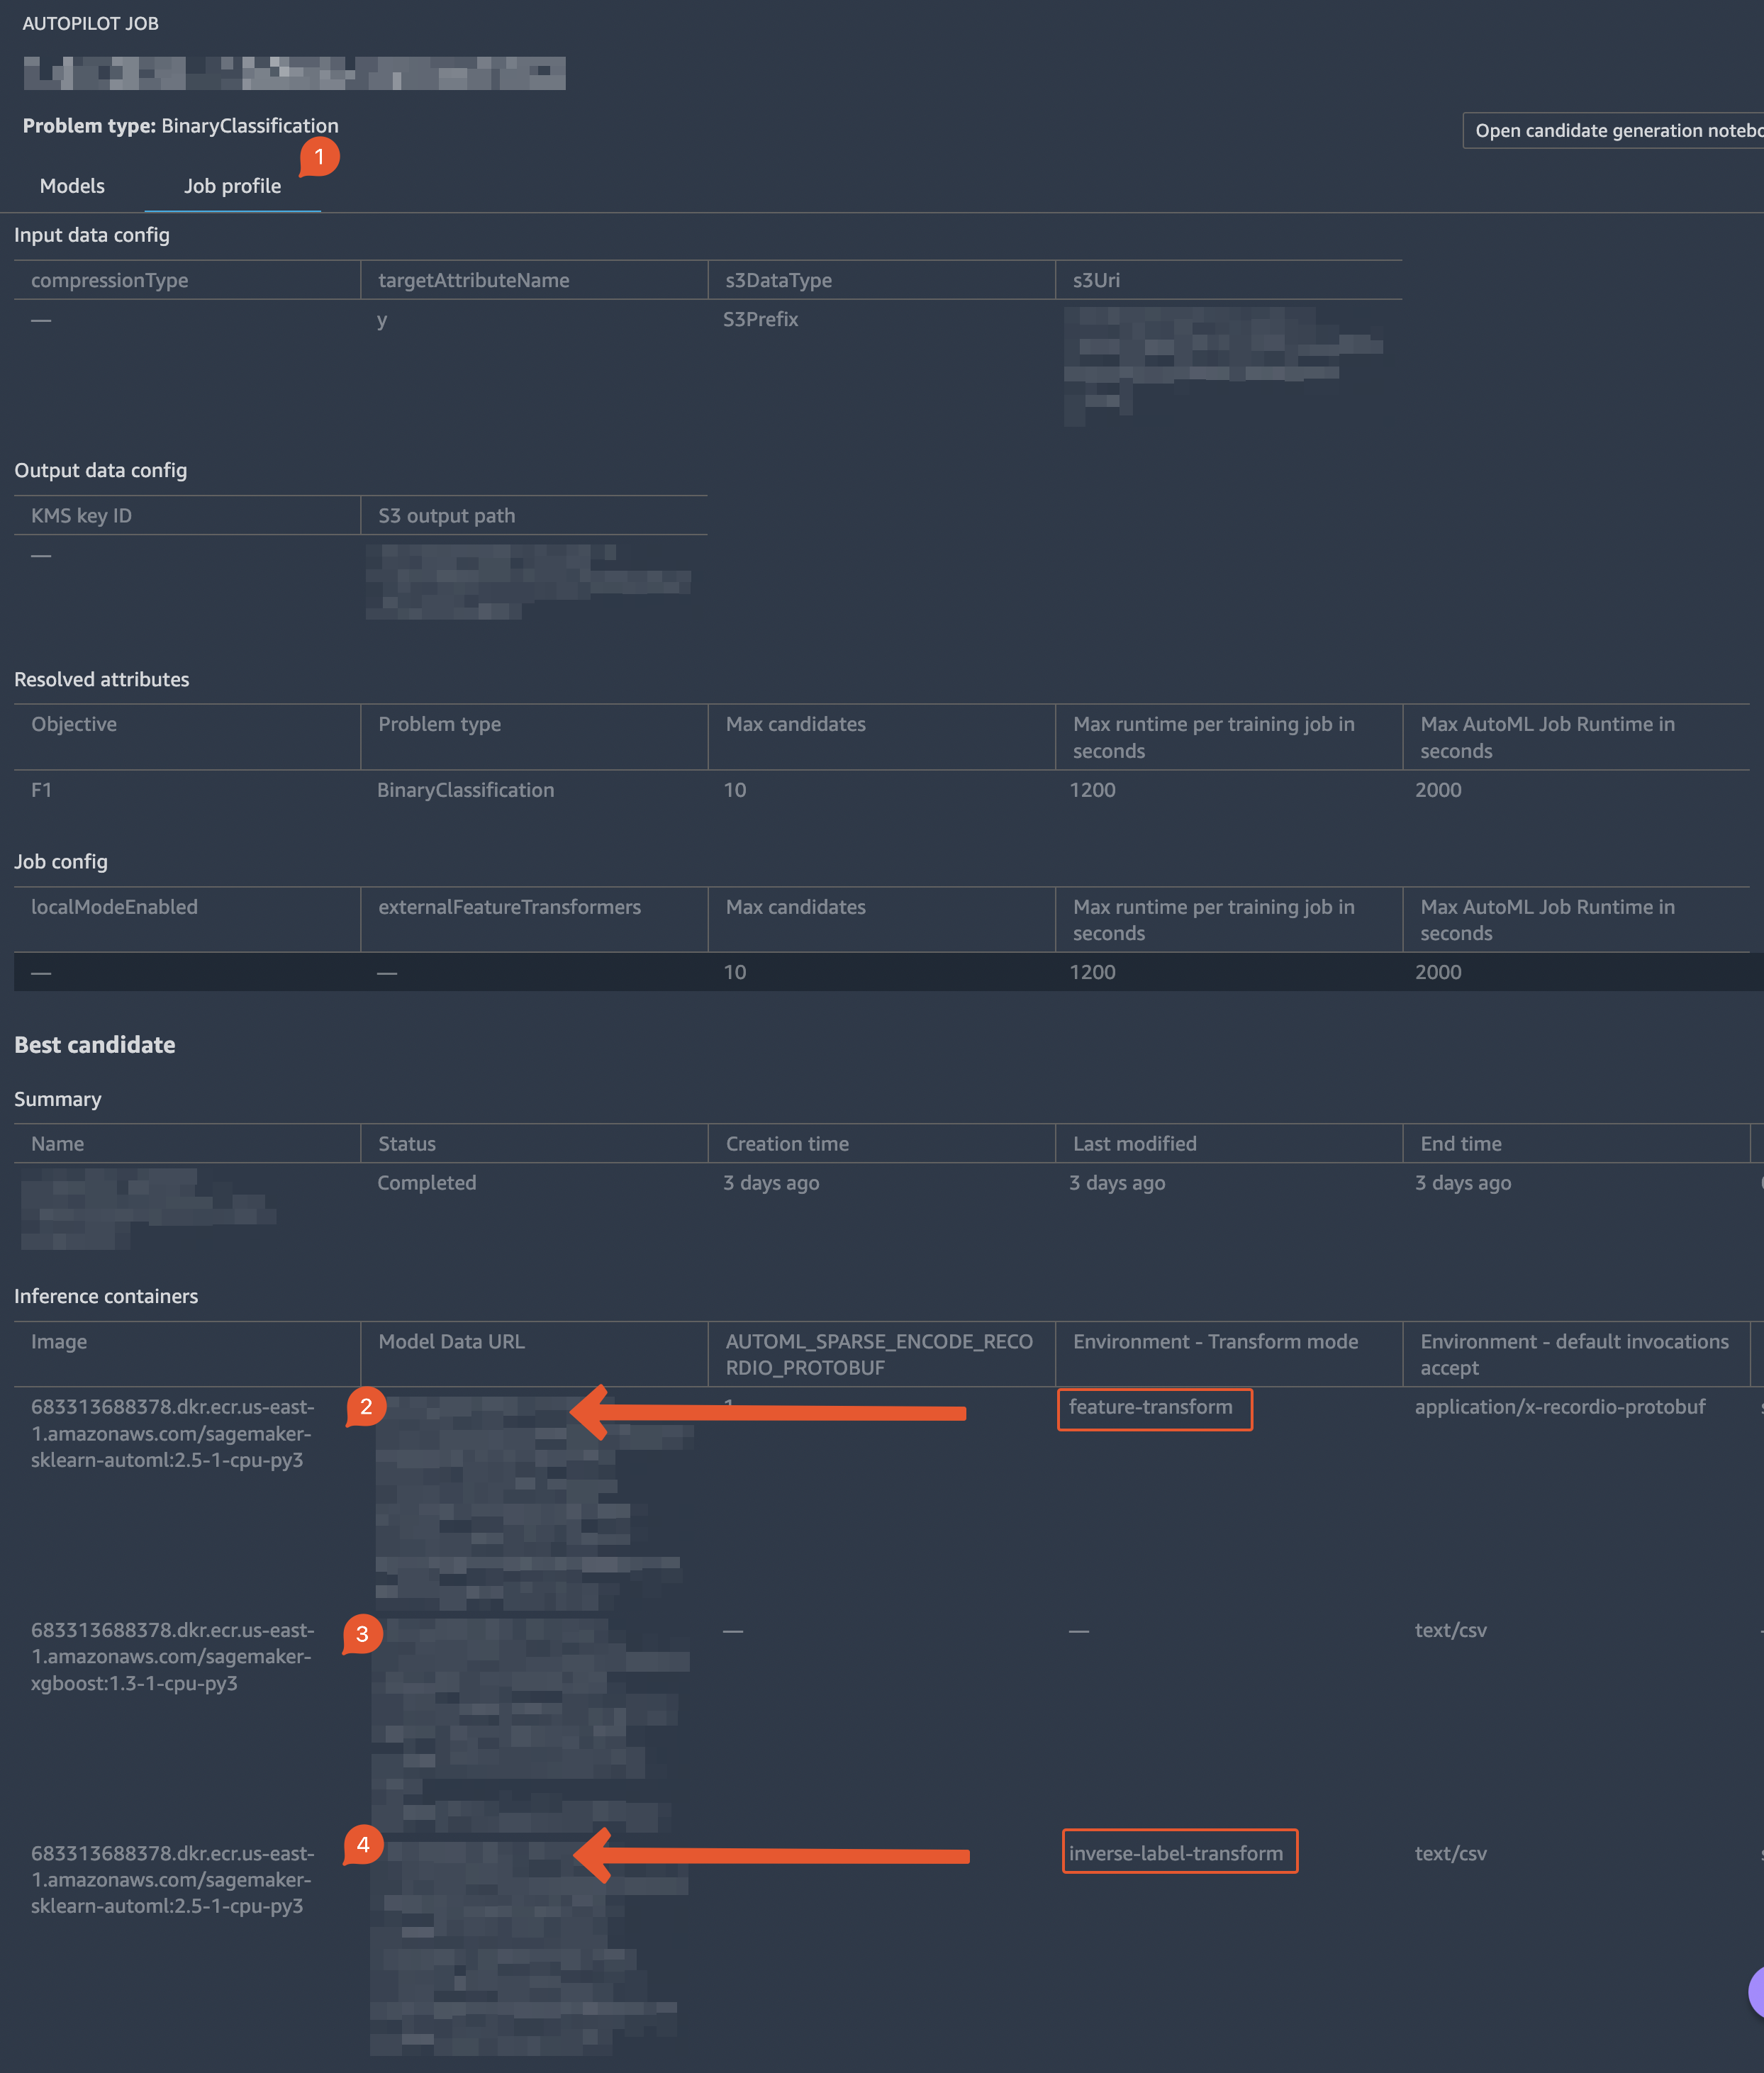 AUTOPILOT JOB
Problem type: BinaryClassification
Open candidate generation notebo
1
Models
Job profile
Input data config
compressionType
targetAttributeName
s3DataType
s3Uri
—
y
S3Prefix
Output data config
KMS key ID
S3 output path
—
Resolved attributes
Objective
Problem type
Max candidates
Max runtime per training job in
seconds
Max AutoML Job Runtime in
seconds
F1
BinaryClassification
10
1200
2000
Job config
localModeEnabled
externalFeatureTransformers
Max candidates
Max runtime per training job in
seconds
Max AutoML Job Runtime in
seconds
—
—
10
1200
2000
Best candidate
Summary
Name
Status
Creation time
Last modified
End time
Completed
3 days ago
3 days ago
3 days ago
Inference containers
Image
Model Data URL
AUTOML_SPARSE_ENCODE_RECO
RDIO_PROTOBUF
Environment - Transform mode
Environment - default invocations
accept
683313688378.dkr.ecr.us-east-
1.amazonaws.com/sagemaker-
sklearn-automl:2.5-1-cpu-py3
2
feature-transform
application/x-recordio-protobuf
683313688378.dkr.ecr.us-east-
1.amazonaws.com/sagemaker-
xgboost:1.3-1-cpu-py3
3
—
—
text/csv
683313688378.dkr.ecr.us-east-
1.amazonaws.com/sagemaker-
sklearn-automl:2.5-1-cpu-py3
4
inverse-label-transform
text/csv